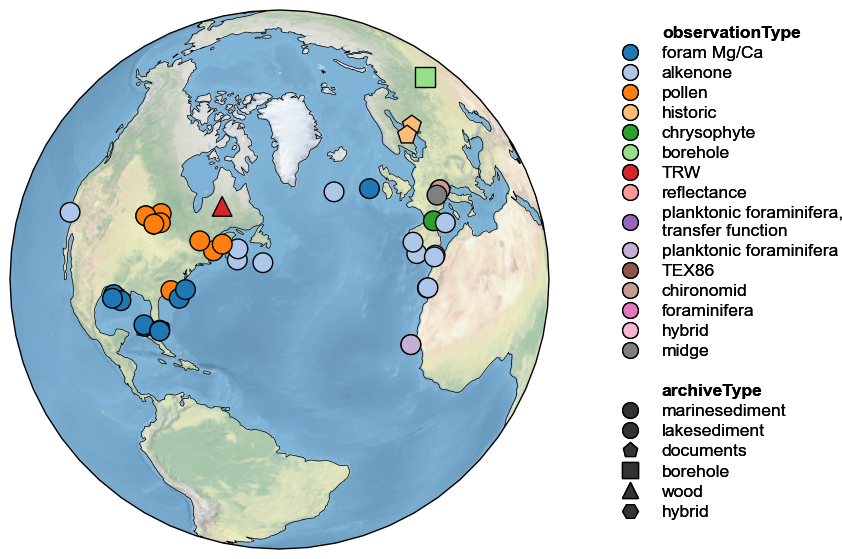 observationType
foram Mg/Ca
alkenone
pollen
historic
chrysophyte
borehole
TRW
reflectance
planktonic foraminifera,
transfer function
planktonic foraminifera
TEX86
chironomid
foraminifera
hybrid
midge
archiveType
marinesediment
lakesediment
documents
borehole
wood
hybrid